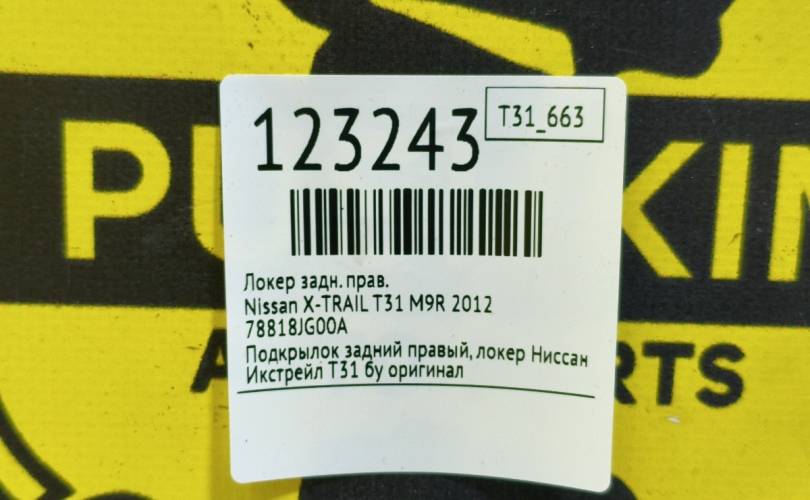 123243
T31_663
Локер задн. прав.
Nissan X-TRAIL T31 M9R 2012
78818JG00A
Подкрылок задний правый, локер Ниссан
Икстрейл Т31 бу оригинал